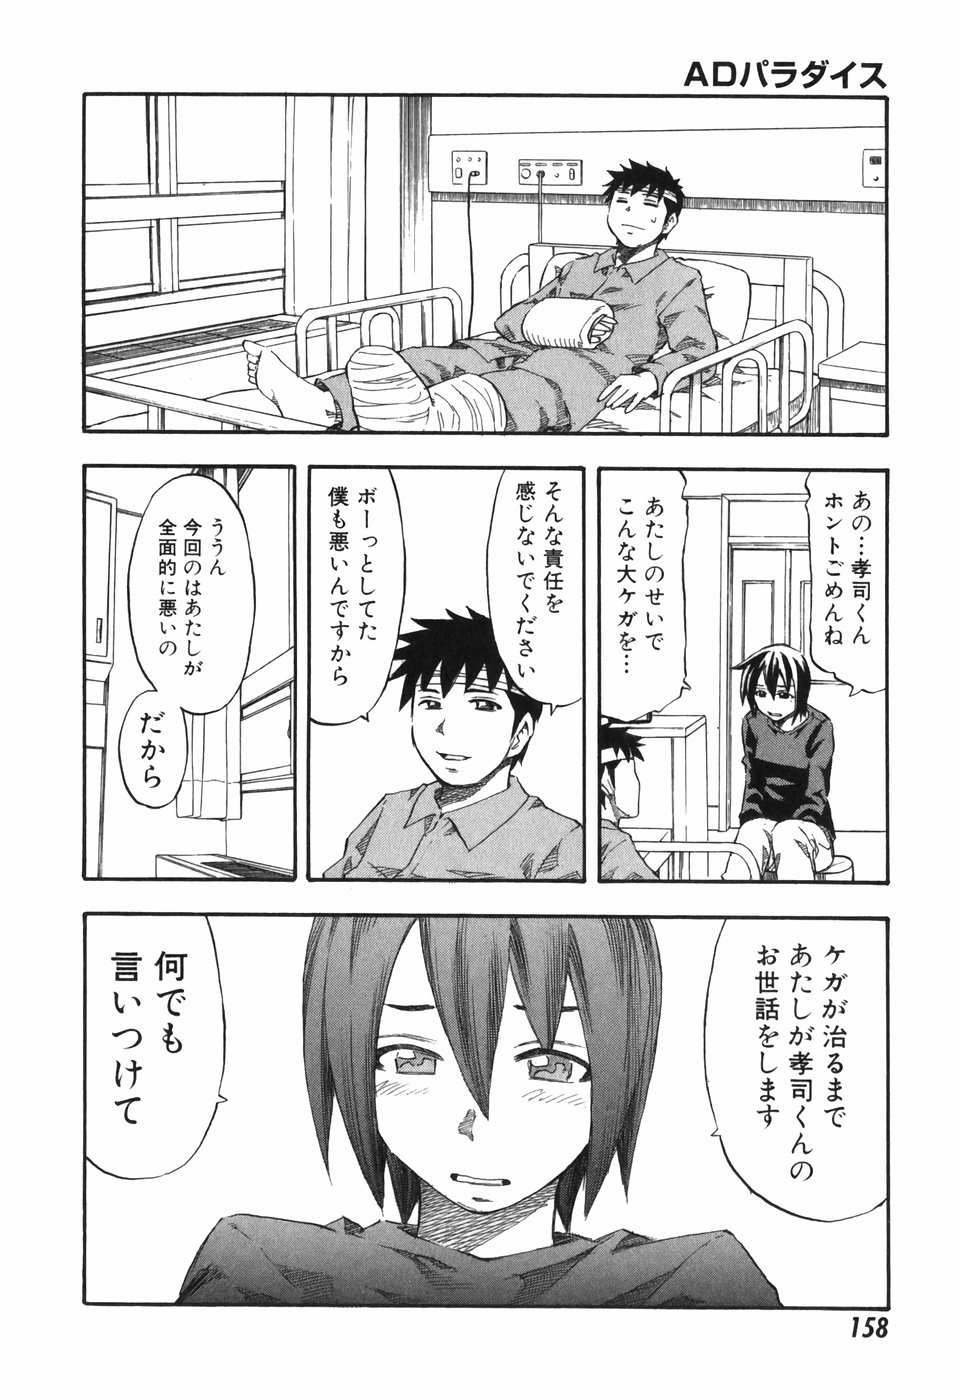 ADパラダイス
あの…孝司くん
ホントごめんね
あたしのせいで
こんな大ケガを…
そんな責任を
感じないでください
ボーっとしてた
僕も悪いんですから
ううん
今回のはあたしが
全面的に悪いの
だから
ケガが治るまで
あたしが孝司くんの
お世話をします
何でも
言いつけて
158